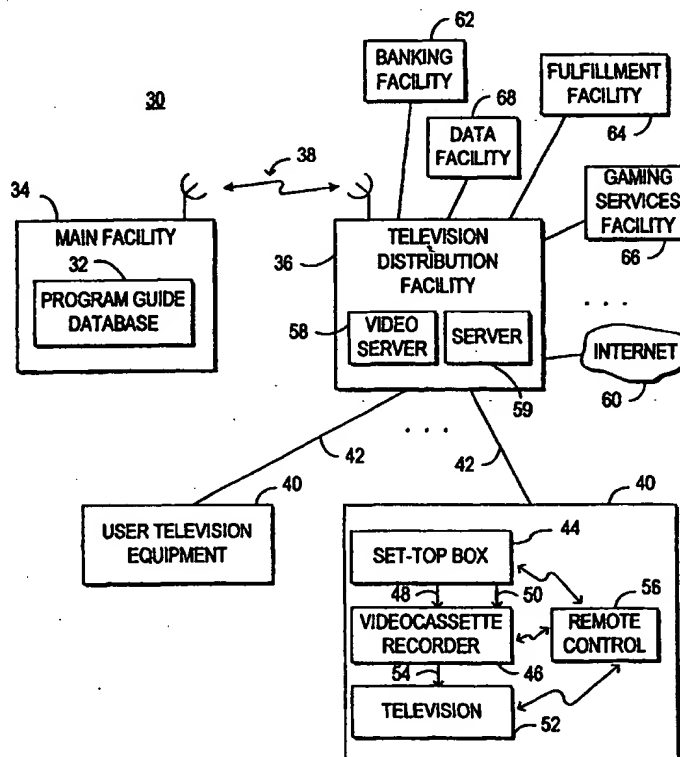 62
BANKING
FACILITY
68
DATA
FACILITY
FULFILLMENT
FACILITY
64
30
38
34
MAIN FACILITY
32
PROGRAM GUIDE
DATABASE
36
TELEVISION
DISTRIBUTION
FACILITY
58
VIDEO
SERVER
SERVER
59
GAMING
SERVICES
FACILITY
66
. . .
INTERNET
60
42
. . .
42
40
USER TELEVISION
EQUIPMENT
40
44
SET-TOP BOX
48
50
56
VIDEOCASSETTE
RECORDER
REMOTE
CONTROL
54
46
TELEVISION
52